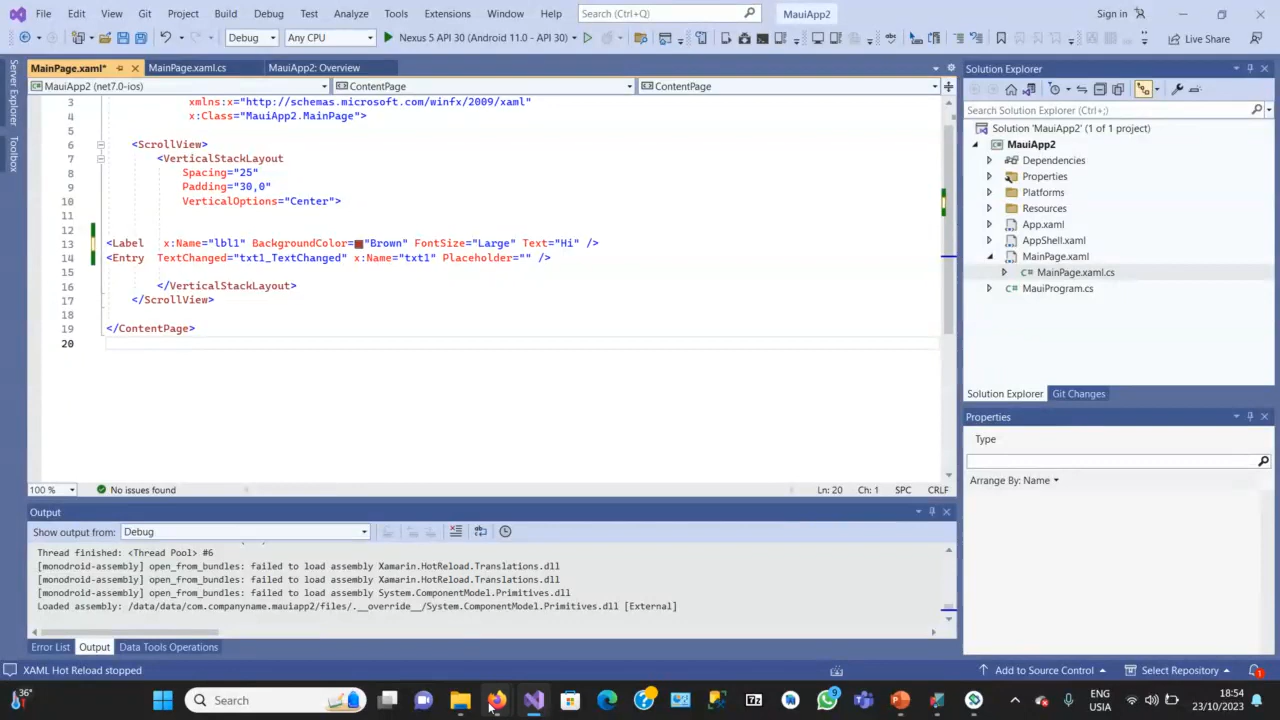 File Edit View Git Project Build Debug Test Analyze Tools Extensions Window Help Search (Ctrl+Q) MauiApp2 Sign in
Debug Any CPU Nexus 5 API 30 (Android 11.0 - API 30) Live Share
Server Explorer
Toolbox
MainPage.xaml* MainPage.xaml.cs MauiApp2: Overview
MauiApp2 (net7.0-ios) ContentPage ContentPage
3 xmlns:x="http://schemas.microsoft.com/winfx/2009/xaml"
4 x:Class="MauiApp2.MainPage">
5
6 <ScrollView>
7 <VerticalStackLayout
8 Spacing="25"
9 Padding="30,0"
10 VerticalOptions="Center">
11
12
13 <Label x:Name="lbl1" BackgroundColor="Brown" FontSize="Large" Text="Hi" />
14 <Entry TextChanged="txt1_TextChanged" x:Name="txt1" Placeholder="" />
15
16 </VerticalStackLayout>
17 </ScrollView>
18
19 </ContentPage>
20
100 % No issues found Ln: 20 Ch: 1 SPC CRLF
Output
Show output from: Debug
Thread finished: <Thread Pool> #6
[monodroid-assembly] open_from_bundles: failed to load assembly Xamarin.HotReload.Translations.dll
[monodroid-assembly] open_from_bundles: failed to load assembly Xamarin.HotReload.Translations.dll
[monodroid-assembly] open_from_bundles: failed to load assembly System.ComponentModel.Primitives.dll
Loaded assembly: /data/data/com.companyname.mauiapp2/files/.__override__/System.ComponentModel.Primitives.dll [External]
Error List Output Data Tools Operations
Solution Explorer
Search Solution Explorer (Ctrl+;)
Solution 'MauiApp2' (1 of 1 project)
MauiApp2
Dependencies
Properties
Platforms
Resources
App.xaml
AppShell.xaml
MainPage.xaml
MainPage.xaml.cs
MauiProgram.cs
Solution Explorer Git Changes
Properties
Type
Arrange By: Name
XAML Hot Reload stopped Add to Source Control Select Repository 1
36° Search 9 ENG 18:54
USIA 23/10/2023